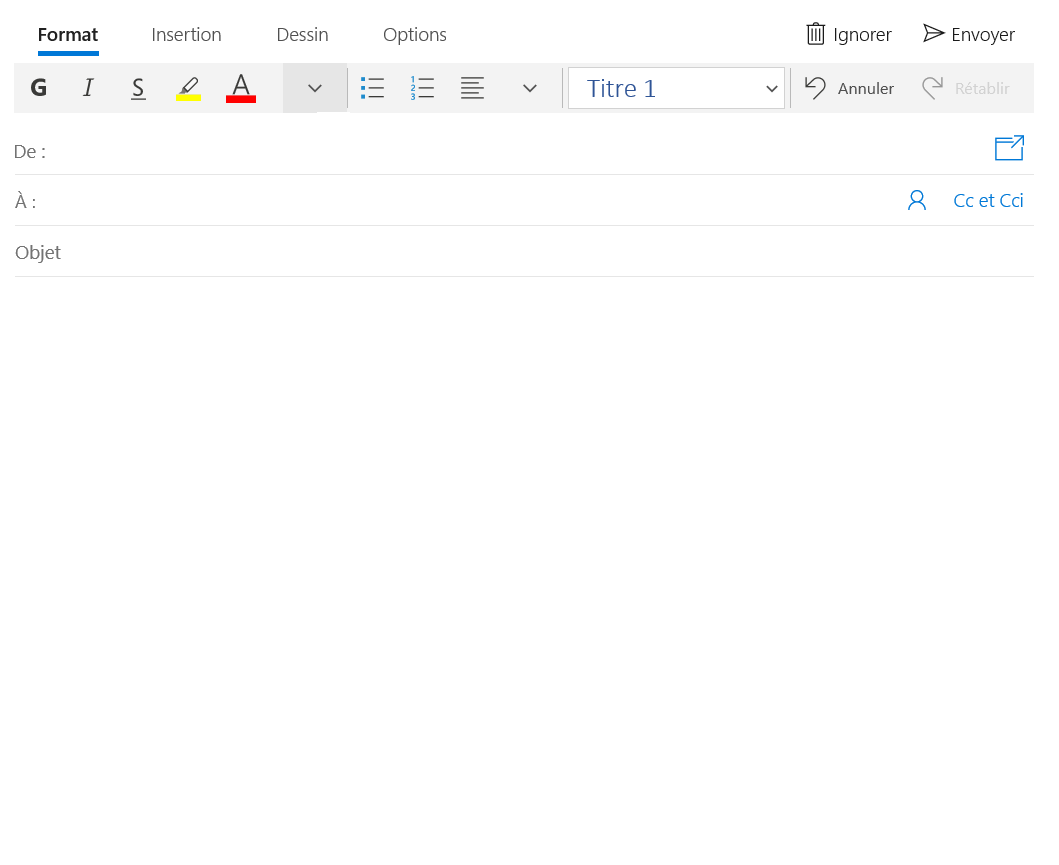 Format Insertion Dessin Options Ignorer Envoyer
G I S A Titre 1 Annuler Rétablir
De :
À : Cc et Cci
Objet